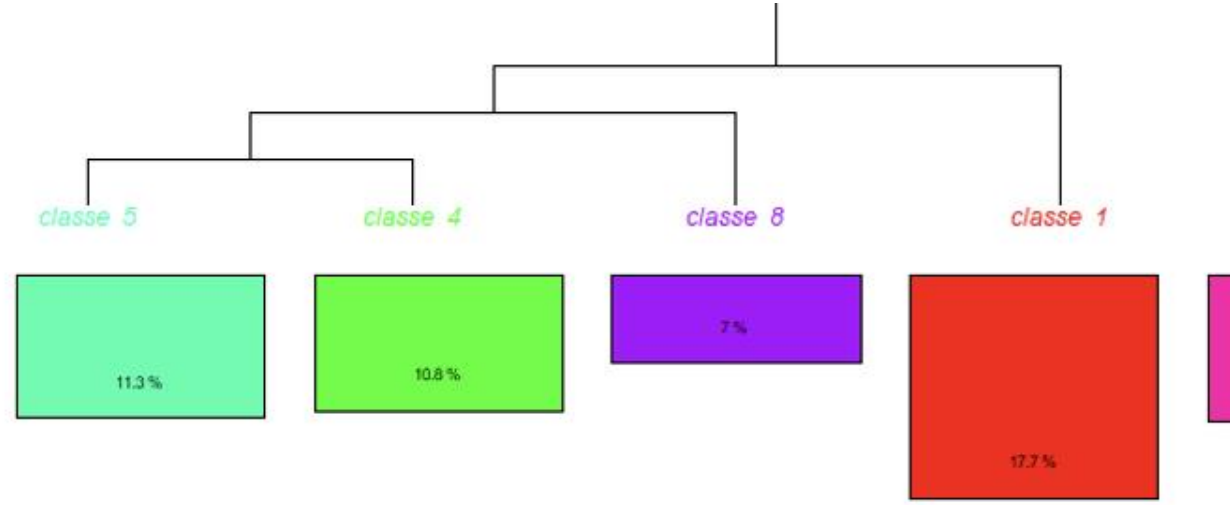 classe 5
classe 4
classe 8
classe 1
11.3 %
10.8 %
7 %
17.7 %